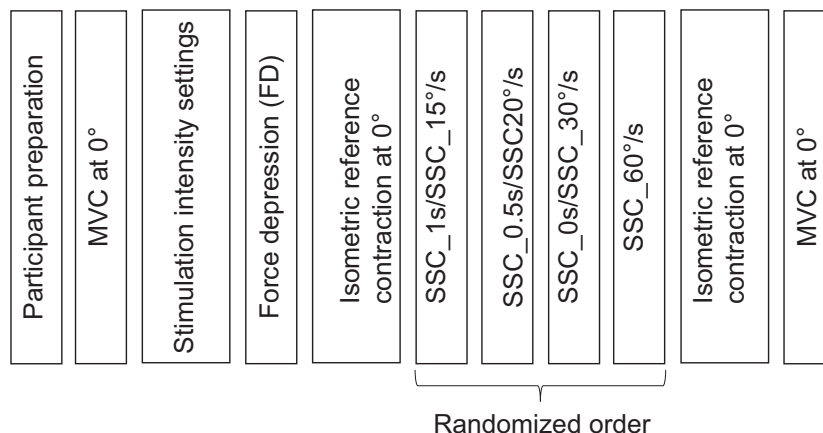 Participant preparation
MVC at 0°
Stimulation intensity settings
Force depression (FD)
Isometric reference
contraction at 0°
SSC_1s/SSC_15°/s
SSC_0.5s/SSC20°/s
SSC_0s/SSC_30°/s
SSC_60°/s
Isometric reference
contraction at 0°
MVC at 0°
Randomized order